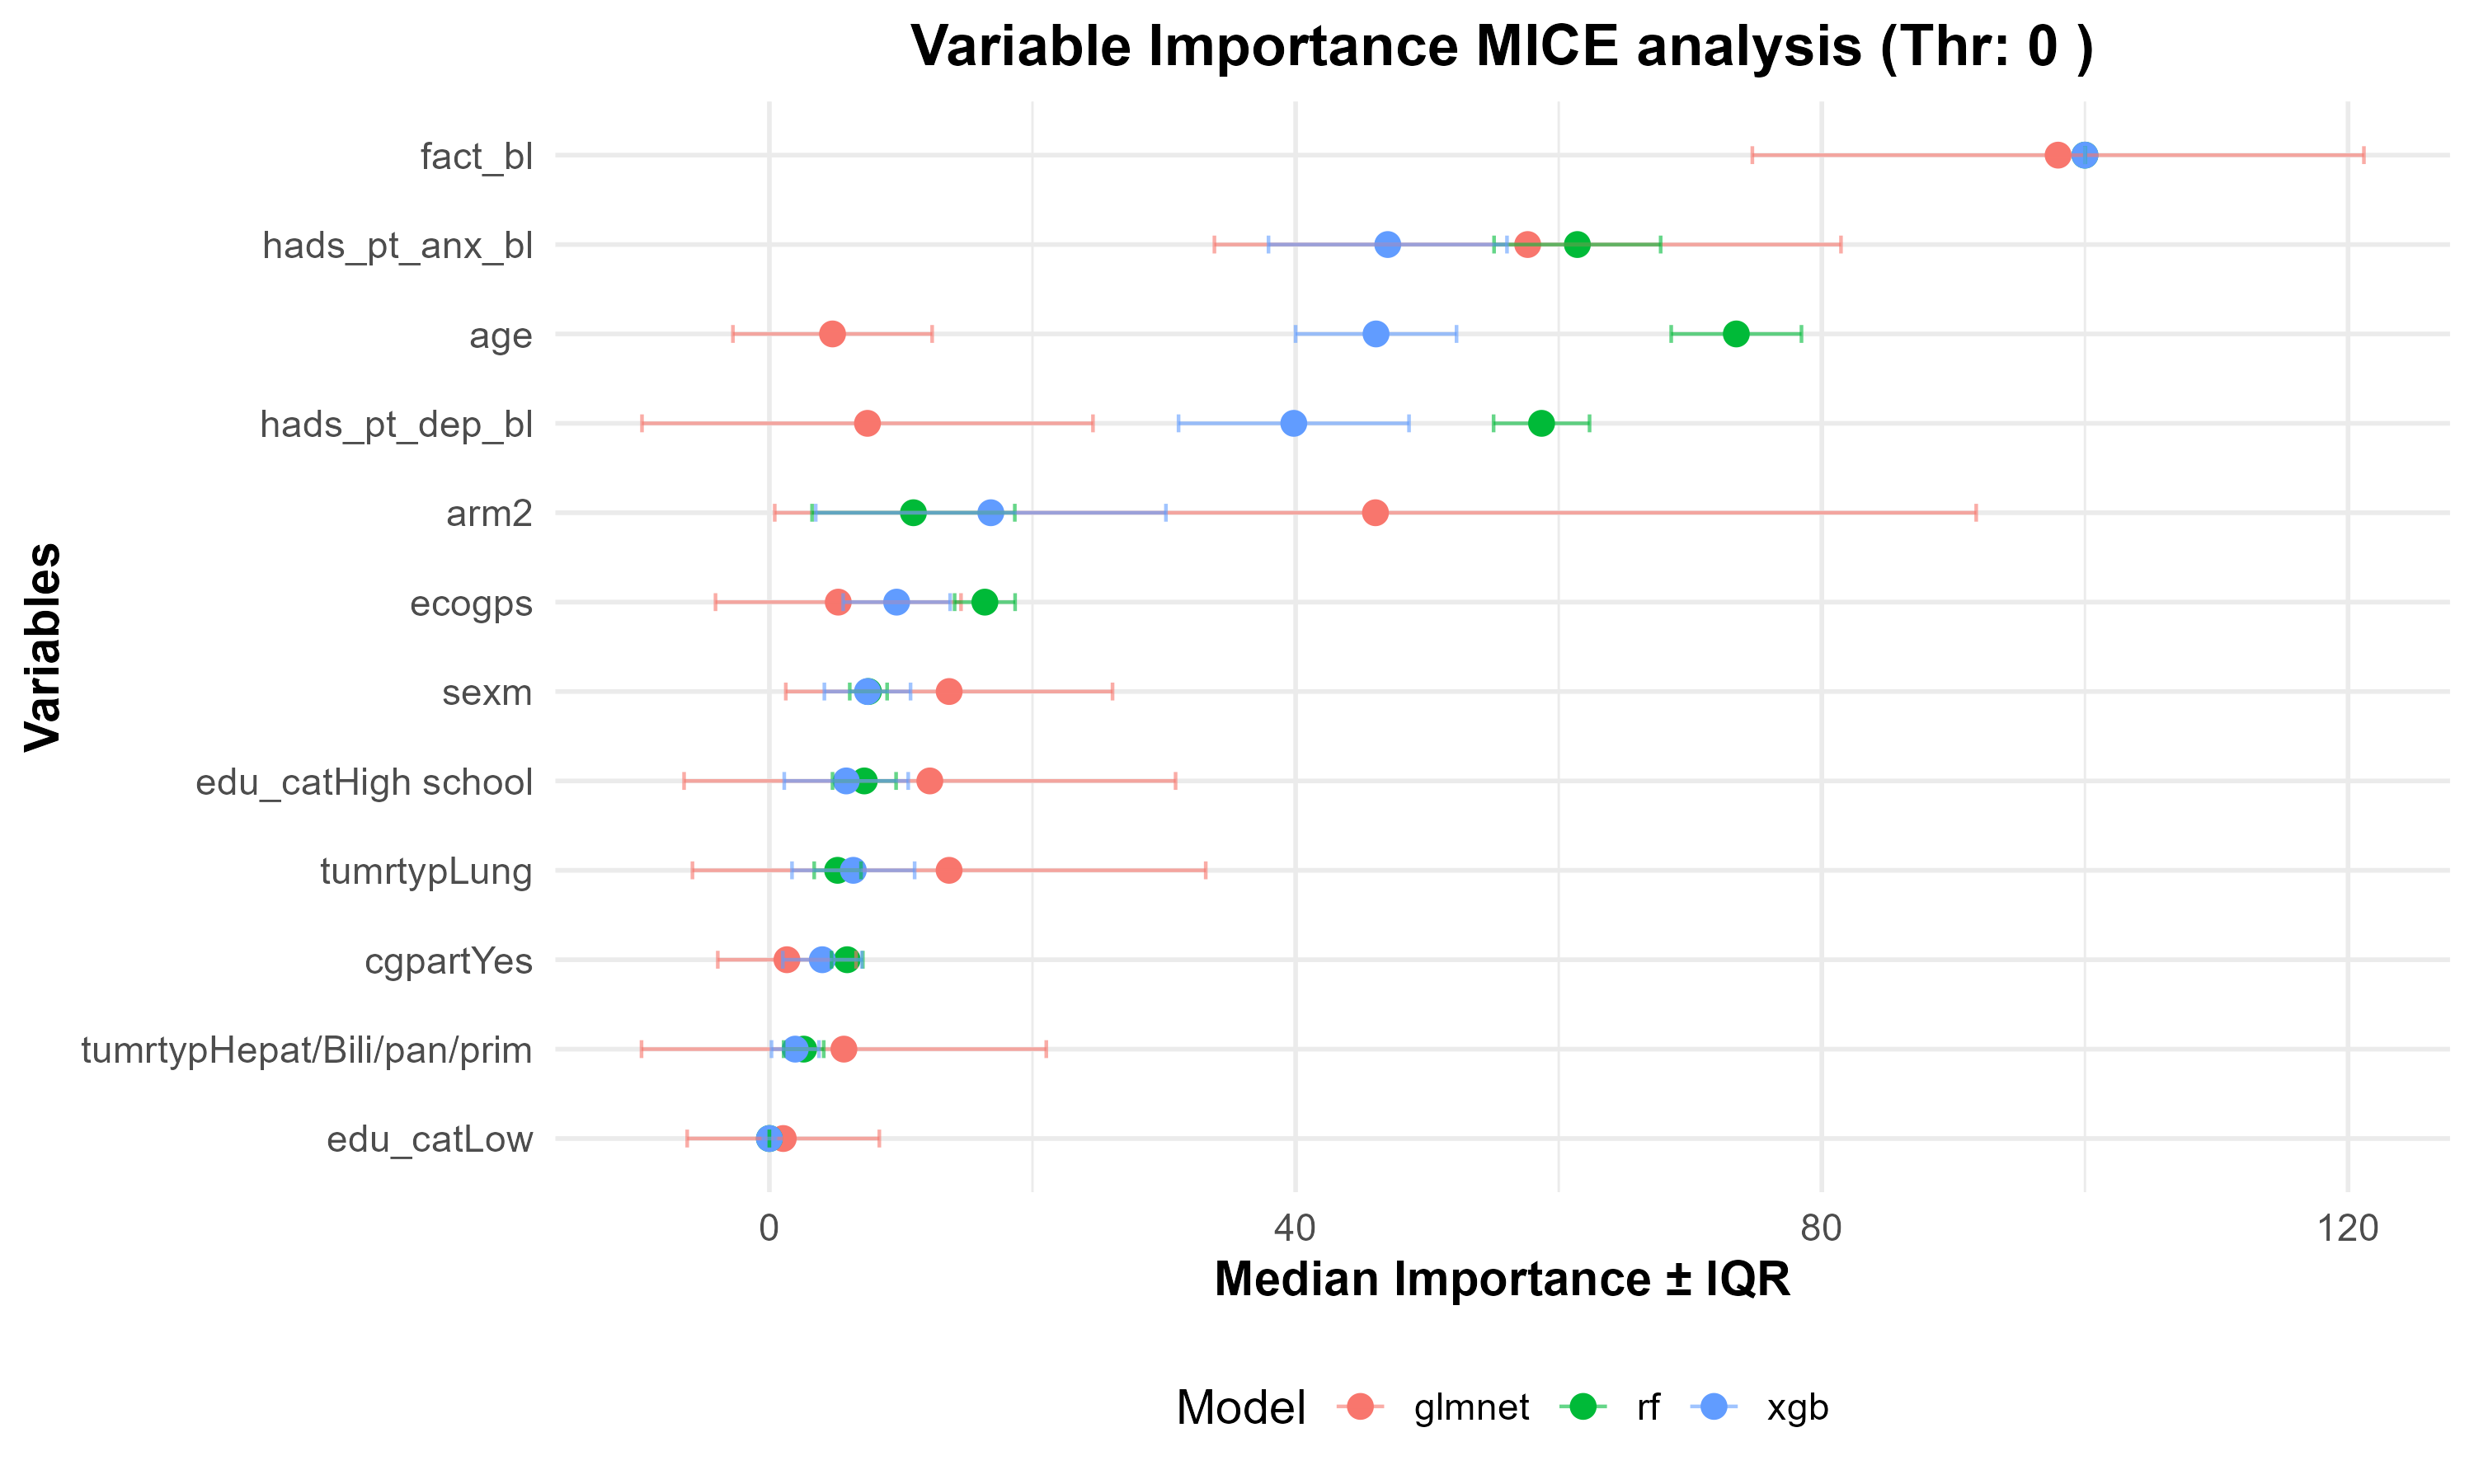 Variable Importance MICE analysis (Thr: 0 )
fact_bl
hads_pt_anx_bl
age
hads_pt_dep_bl
arm2
ecogps
sexm
edu_catHigh school
tumrtypLung
cgpartYes
tumrtypHepat/Bili/pan/prim
edu_catLow
Variables
0 40 80 120
Median Importance ± IQR
Model glmnet rf xgb